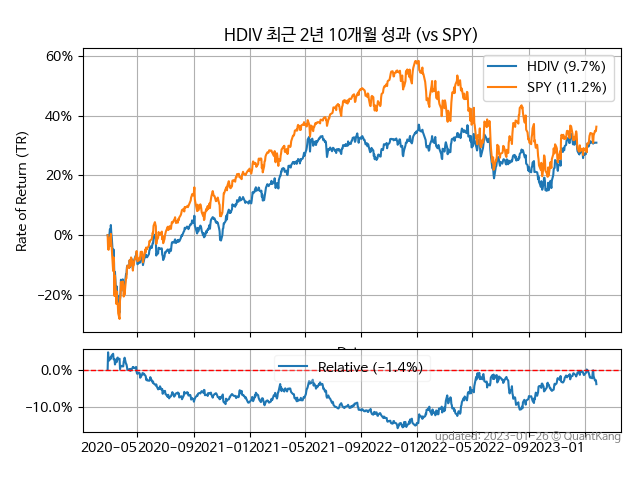 HDIV 최근 2년 10개월 성과 (vs SPY)
HDIV (9.7%)
SPY (11.2%)
Rate of Return (TR)
60%
40%
20%
0%
−20%
Relative (−1.4%)
0.0%
−10.0%
updated: 2023-01-26 © QuantKang
2020-05
2020-09
2021-01
2021-05
2021-09
2022-01
2022-05
2022-09
2023-01